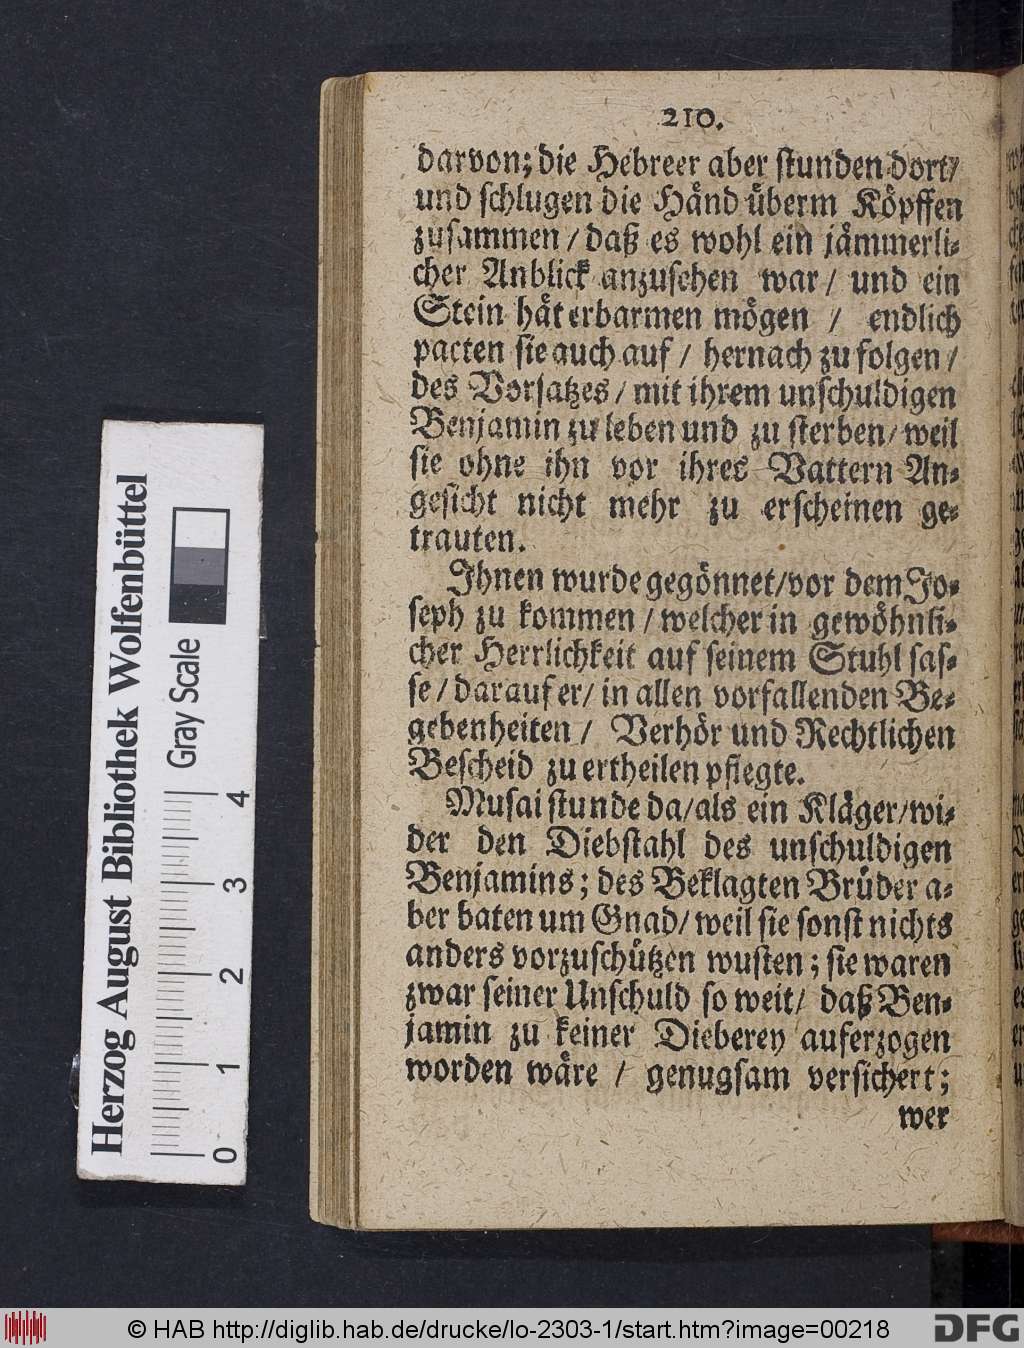 210.
darvon; die Hebreer aber stunden dort/
und schlugen die Händ überm Köpffen
zusammen / daß es wohl ein jämmerli-
cher Anblick anzusehen war / und ein
Stein hät erbarmen mögen / endlich
packten sie auch auf / hernach zu folgen /
des Vorsatzes / mit ihrem unschuldigen
Benjamin zu leben und zu sterben / weil
sie ohne ihn vor ihres Vattern An-
gesicht nicht mehr zu erscheinen ge-
trauten.
Ihnen wurde gegönnet / vor dem Jo-
seph zu kommen / welcher in gewöhnli-
cher Herrlichkeit auf seinem Stuhl sas-
se / darauf er / in allen vorfallenden Be-
gebenheiten / Verhör und Rechtlichen
Bescheid zu ertheilen pflegte.
Musai stunde da / als ein Kläger / wi-
der den Diebstahl des unschuldigen
Benjamins; des Beklagten Brüder a-
ber baten um Gnad / weil sie sonst nichts
anders vorzuschützen wusten; sie waren
zwar seiner Unschuld so weit / daß Ben-
jamin zu keiner Dieberey auferzogen
worden wäre / genugsam versichert;
wer
Herzog August Bibliothek Wolfenbüttel
Gray Scale
0 1 2 3 4
© HAB http://diglib.hab.de/drucke/lo-2303-1/start.htm?image=00218
DFG